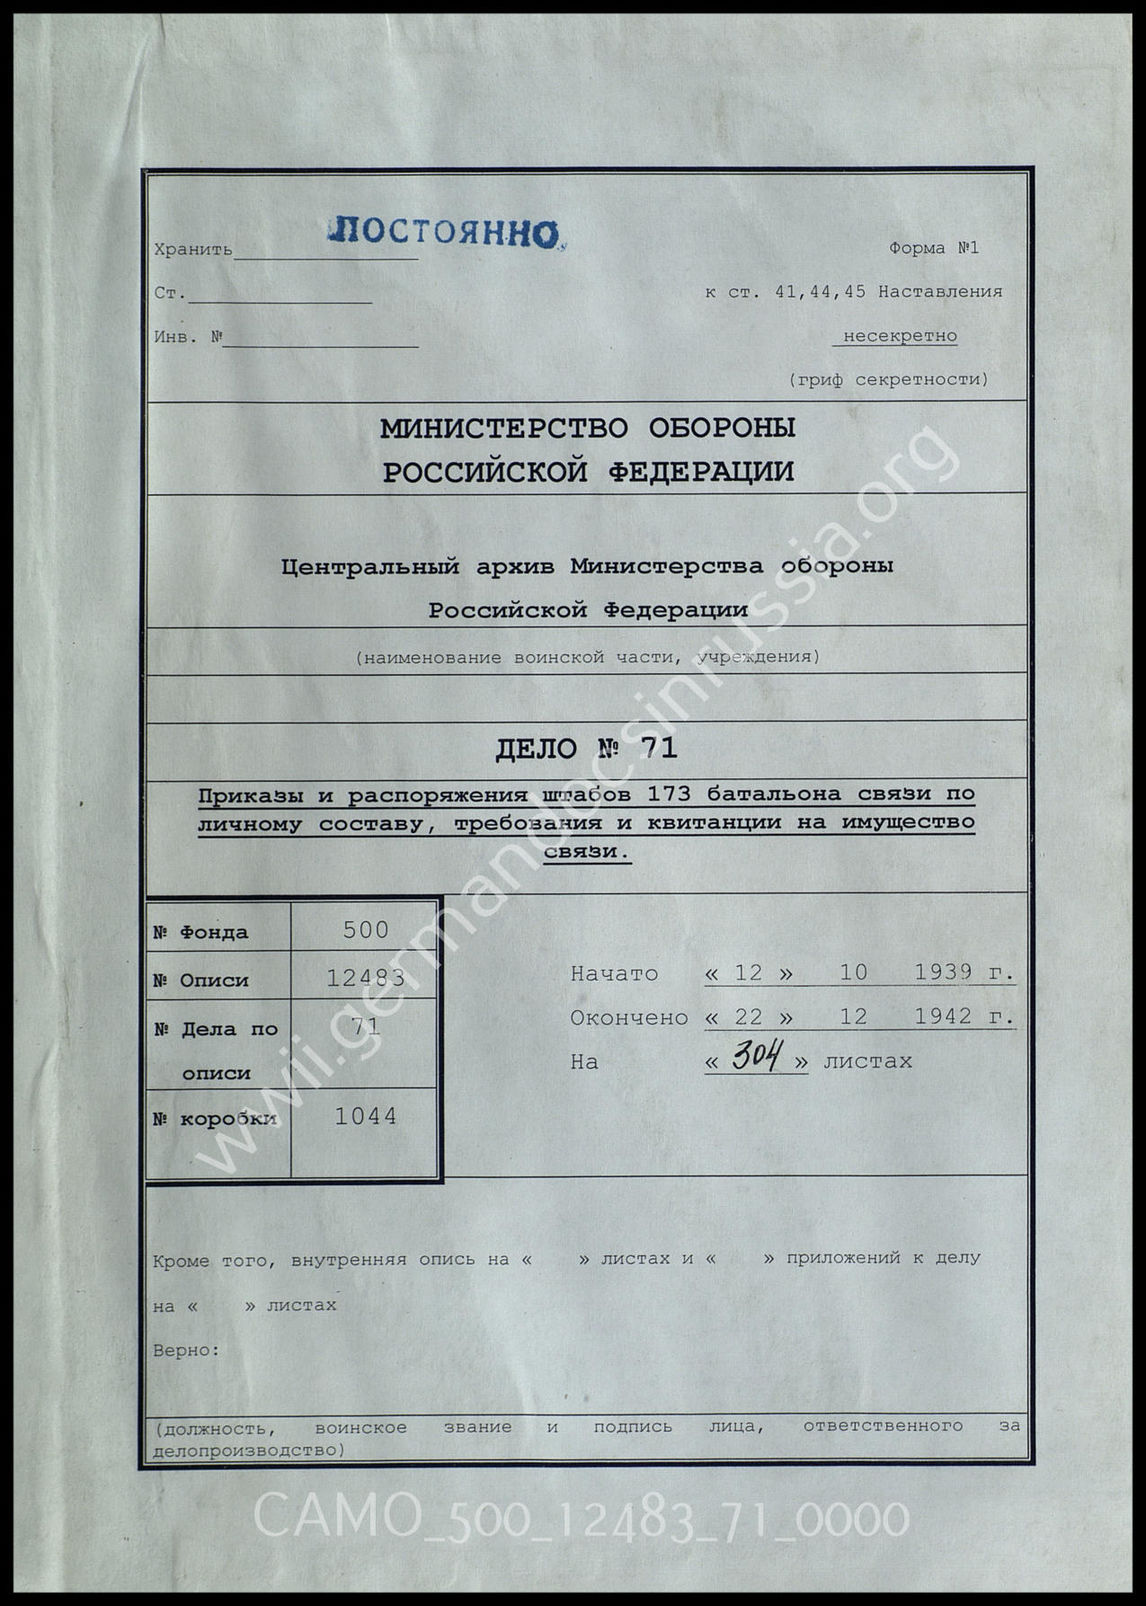 ПОСТОЯННО
Хранить
Форма №1
Ст.
к ст. 41,44,45 Наставления
Инв. №
несекретно
(гриф секретности)
МИНИСТЕРСТВО ОБОРОНЫ
РОССИЙСКОЙ ФЕДЕРАЦИИ
Центральный архив Министерства обороны
Российской Федерации
(наименование воинской части, учреждения)
ДЕЛО № 71
Приказы и распоряжения штабов 173 батальона связи по
личному составу, требования и квитанции на имущество
связи.
№ Фонда 500
№ Описи 12483
№ Дела по 71
описи
№ коробки 1044
Начато « 12 » 10 1939 г.
Окончено « 22 » 12 1942 г.
На « 304 » листах
Кроме того, внутренняя опись на « » листах и « » приложений к делу
на « » листах
Верно:
(должность, воинское звание и подпись лица, ответственного за
делопроизводство)
wwii.germandocsinrussia.org
CAMO_500_12483_71_0000